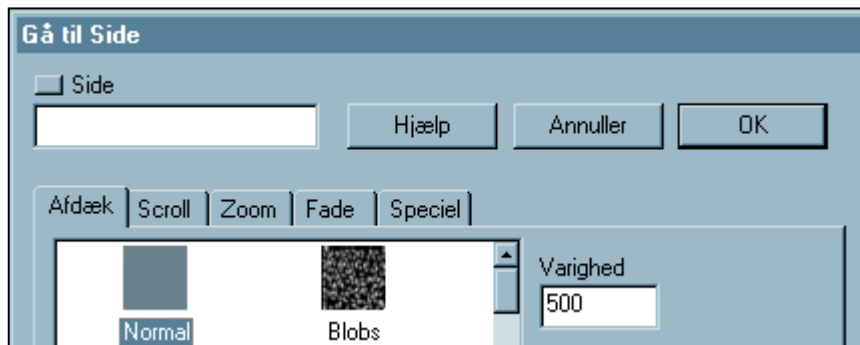 Gå til Side
Side
Hjælp Annuller OK
Afdæk Scroll Zoom Fade Speciel
Varighed
500
Normal Blobs